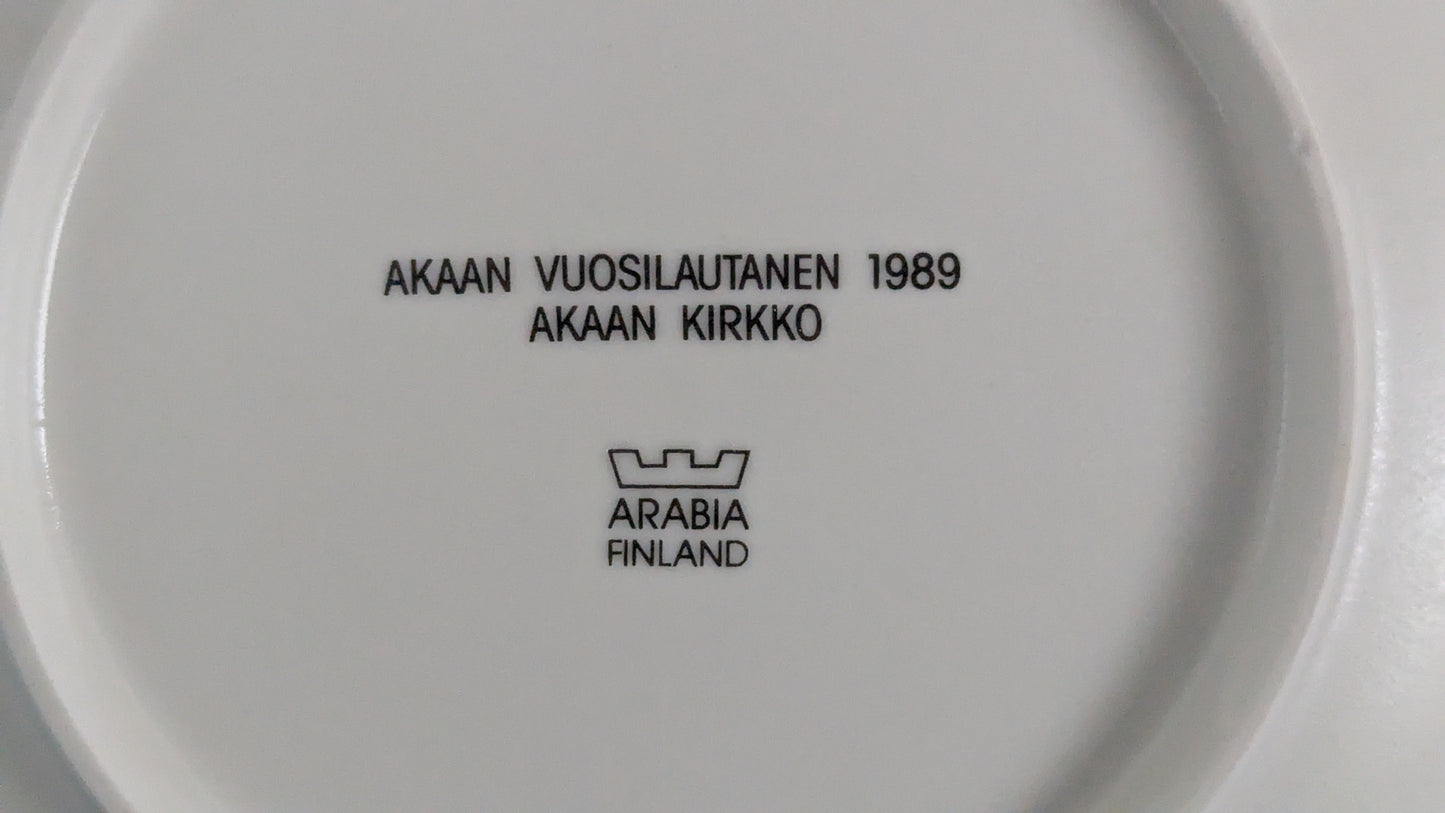 AKAAN VUOSILAUTANEN 1989
AKAAN KIRKKO
ARABIA
FINLAND